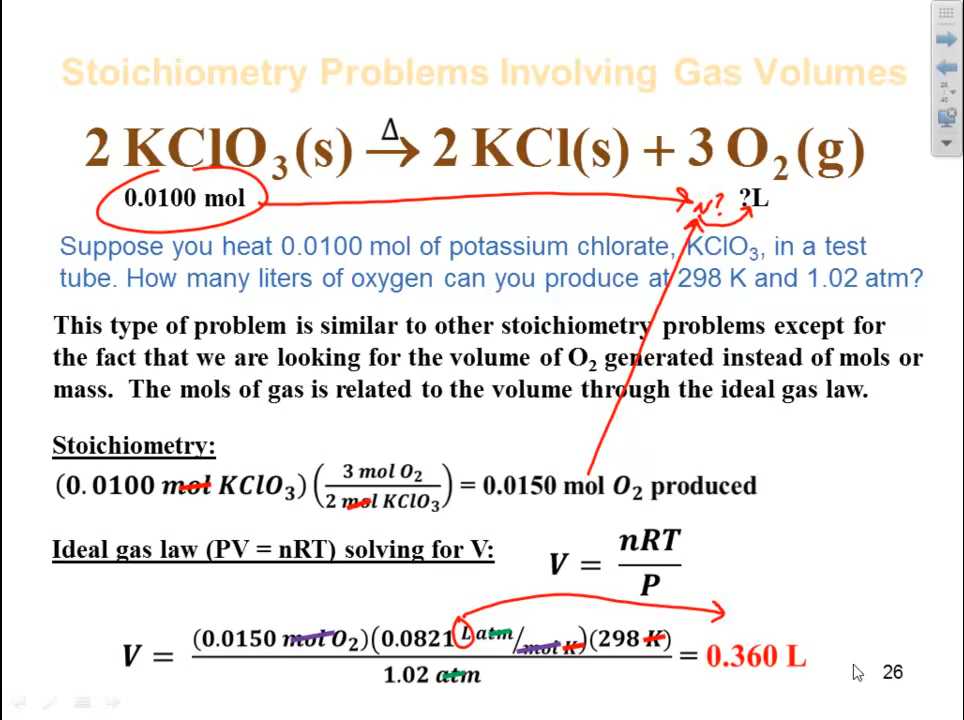 Stoichiometry Problems Involving Gas Volumes
2 KClO₃(s) →Δ 2 KCl(s) + 3 O₂(g)
0.0100 mol n? ?L
Suppose you heat 0.0100 mol of potassium chlorate, KClO₃, in a test
tube. How many liters of oxygen can you produce at 298 K and 1.02 atm?
This type of problem is similar to other stoichiometry problems except for
the fact that we are looking for the volume of O₂ generated instead of mols or
mass. The mols of gas is related to the volume through the ideal gas law.
Stoichiometry:
(0.0100 mol KClO₃)(3 mol O₂ / 2 mol KClO₃) = 0.0150 mol O₂ produced
Ideal gas law (PV = nRT) solving for V:
V = nRT / P
V = (0.0150 mol O₂)(0.0821 L atm/mol K)(298 K) / 1.02 atm = 0.360 L
26